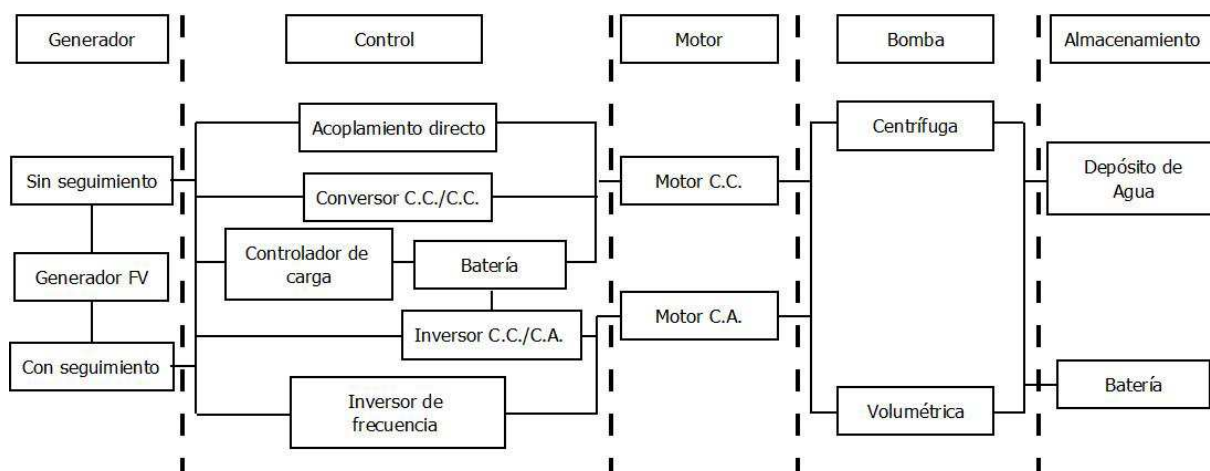 Generador
Control
Motor
Bomba
Almacenamiento
Acoplamiento directo
Centrífuga
Sin seguimiento
Motor C.C.
Depósito de
Agua
Conversor C.C./C.C.
Controlador de
carga
Batería
Generador FV
Motor C.A.
Inversor C.C./C.A.
Con seguimiento
Batería
Inversor de
frecuencia
Volumétrica